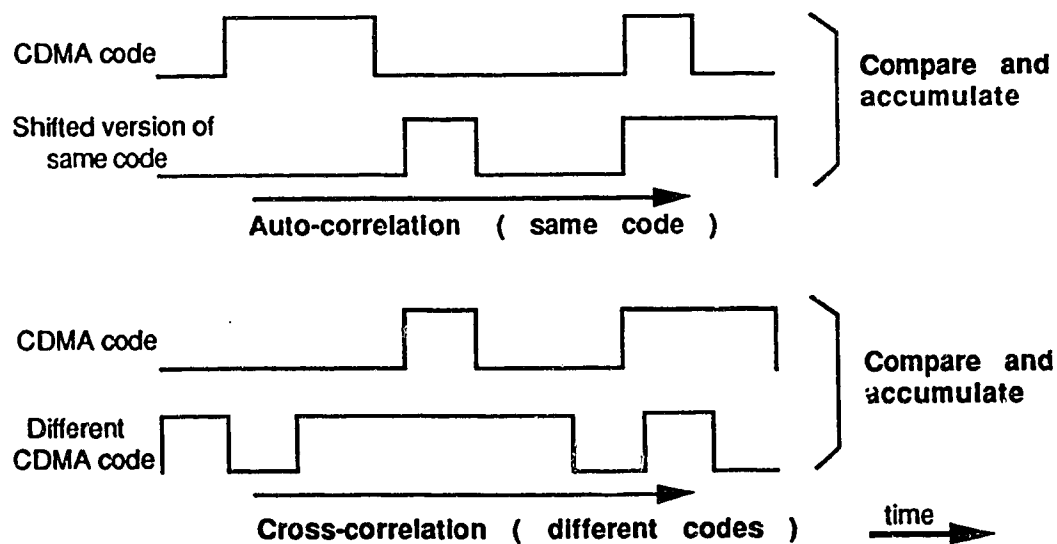 CDMA code
Compare and
accumulate
Shifted version of
same code
Auto-correlation ( same code )
CDMA code
Compare and
accumulate
Different
CDMA code
Cross-correlation ( different codes )
time